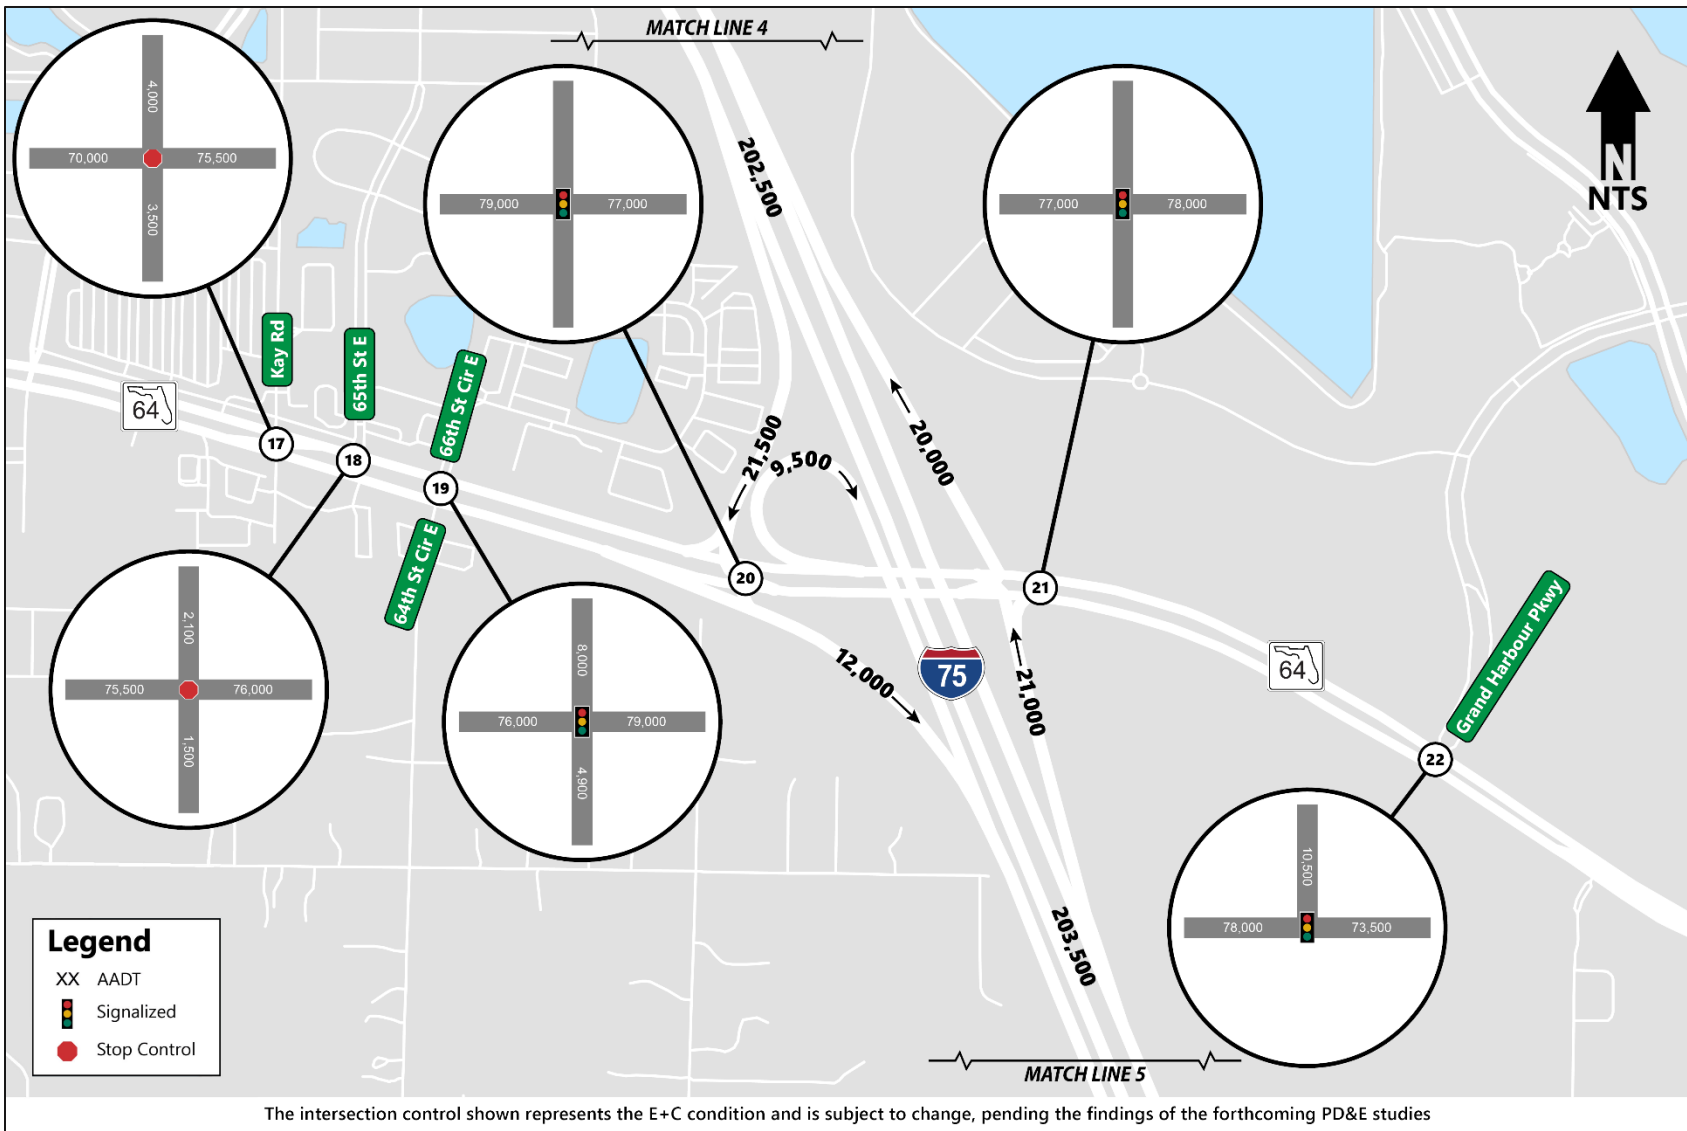 MATCH LINE 4
4,000
70,000
75,500
3,500
79,000
77,000
202,500
77,000
78,000
N
NTS
Kay Rd
65th St E
66th St Cir E
64
17
18
19
21,500
9,500
20,000
64th St Cir E
20
21
2,100
75,500
76,000
1,500
8,000
76,000
79,000
4,900
12,000
75
21,000
64
Grand Harbour Pkwy
22
10,500
78,000
73,500
203,500
Legend
XX AADT
Signalized
Stop Control
MATCH LINE 5
The intersection control shown represents the E+C condition and is subject to change, pending the findings of the forthcoming PD&E studies